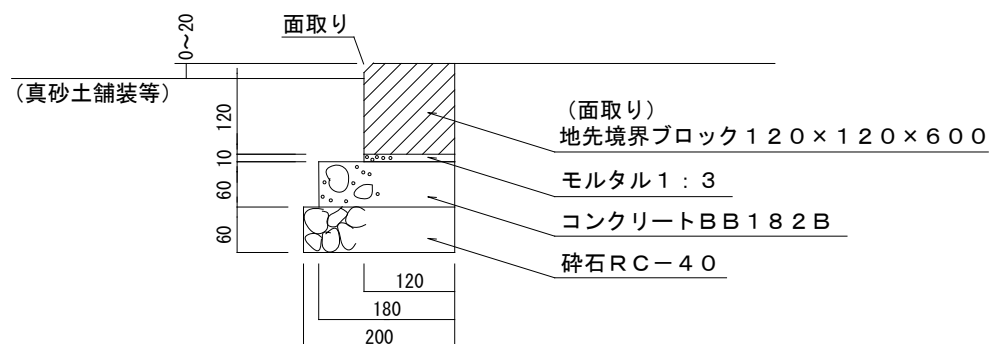 面取り
0～20
(真砂土舗装等)
(面取り)
地先境界ブロック１２０×１２０×６００
モルタル１：３
コンクリートＢＢ１８２Ｂ
砕石ＲＣ－４０
120
10
60
60
120
180
200